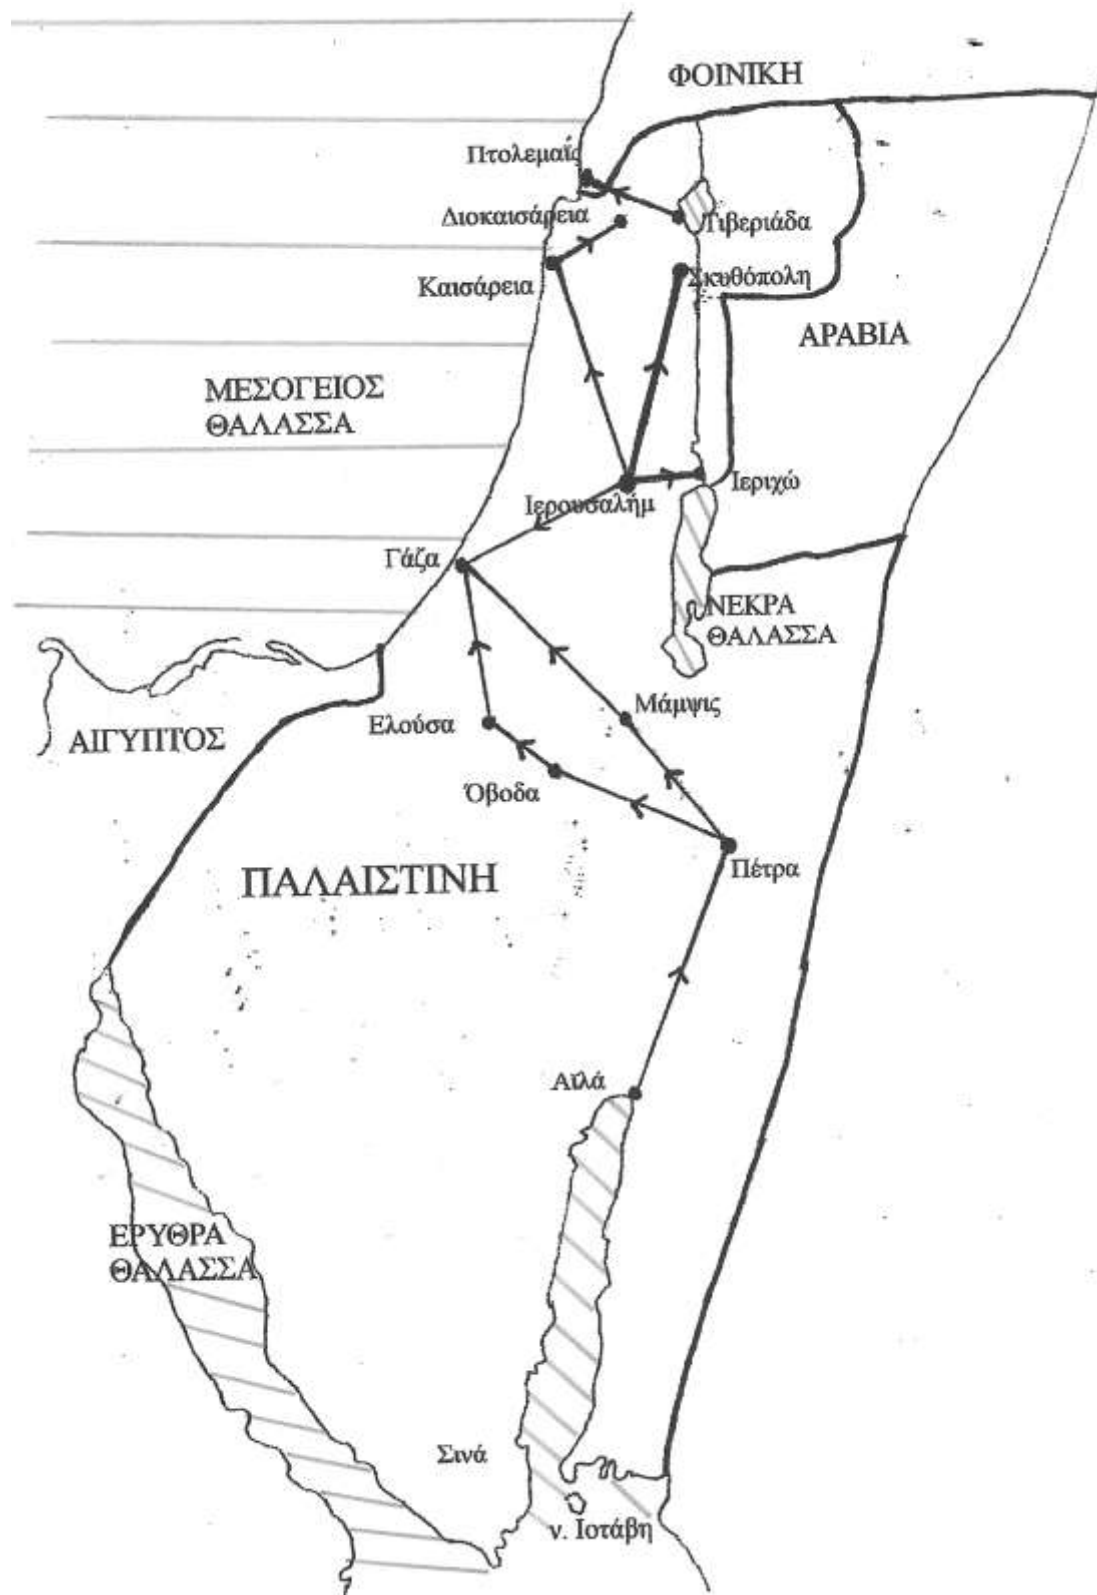 ΦΟΙΝΙΚΗ
Πτολεμαΐς
Διοκαισάρεια
Τιβεριάδα
Καισάρεια
Σκυθόπολη
ΑΡΑΒΙΑ
ΜΕΣΟΓΕΙΟΣ
ΘΑΛΑΣΣΑ
Ιεριχώ
Ιερουσαλήμ
Γάζα
ΝΕΚΡΑ
ΘΑΛΑΣΣΑ
Μάμψις
Ελούσα
ΑΙΓΥΠΤΟΣ
Όβοδα
Πέτρα
ΠΑΛΑΙΣΤΙΝΗ
Αϊλά
ΕΡΥΘΡΑ
ΘΑΛΑΣΣΑ
Σινά
ν. Ιοτάβη